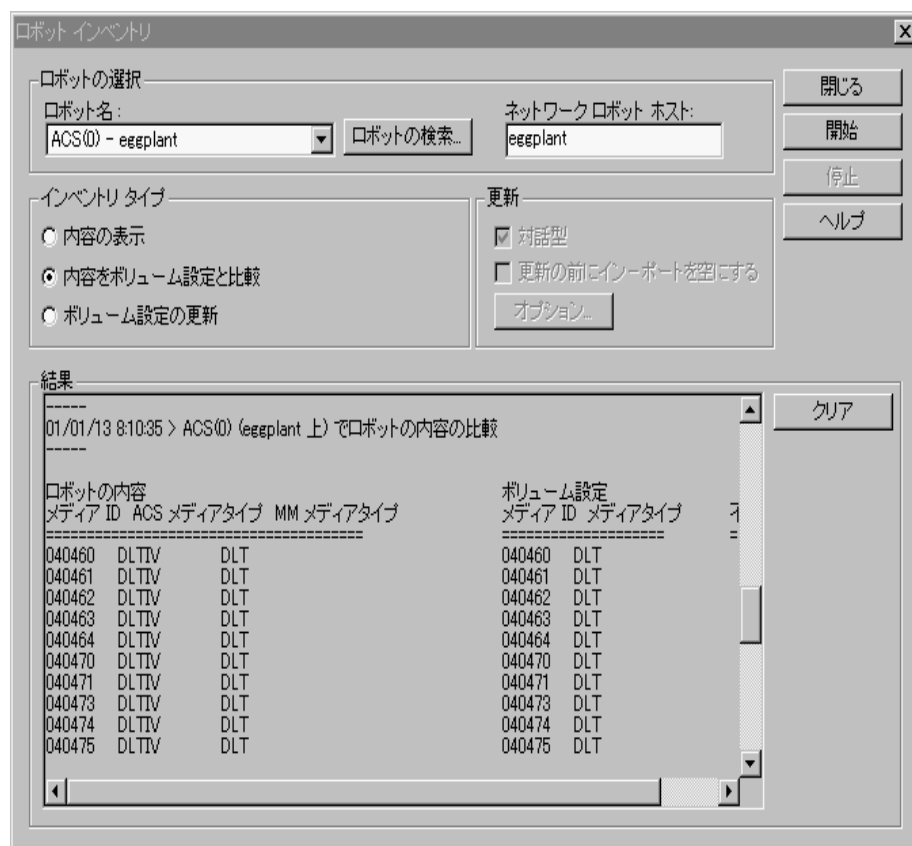 ロボット インベントリ
ロボットの選択
ロボット名:
ACS(0) - eggplant
ロボットの検索...
ネットワーク ロボット ホスト:
eggplant
閉じる
開始
停止
ヘルプ
インベントリ タイプ
内容の表示
内容をボリューム設定と比較
ボリューム設定の更新
更新
対話型
更新の前にインポートを空にする
オプション...
結果
クリア
-----
01/01/13 8:10:35 > ACS(0) (eggplant 上) でロボットの内容の比較
-----
ロボットの内容 ボリューム設定
メディア ID ACS メディアタイプ MM メディアタイプ メディア ID メディアタイプ
======================================= ==================== =
040460 DLTIV DLT 040460 DLT
040461 DLTIV DLT 040461 DLT
040462 DLTIV DLT 040462 DLT
040463 DLTIV DLT 040463 DLT
040464 DLTIV DLT 040464 DLT
040470 DLTIV DLT 040470 DLT
040471 DLTIV DLT 040471 DLT
040473 DLTIV DLT 040473 DLT
040474 DLTIV DLT 040474 DLT
040475 DLTIV DLT 040475 DLT